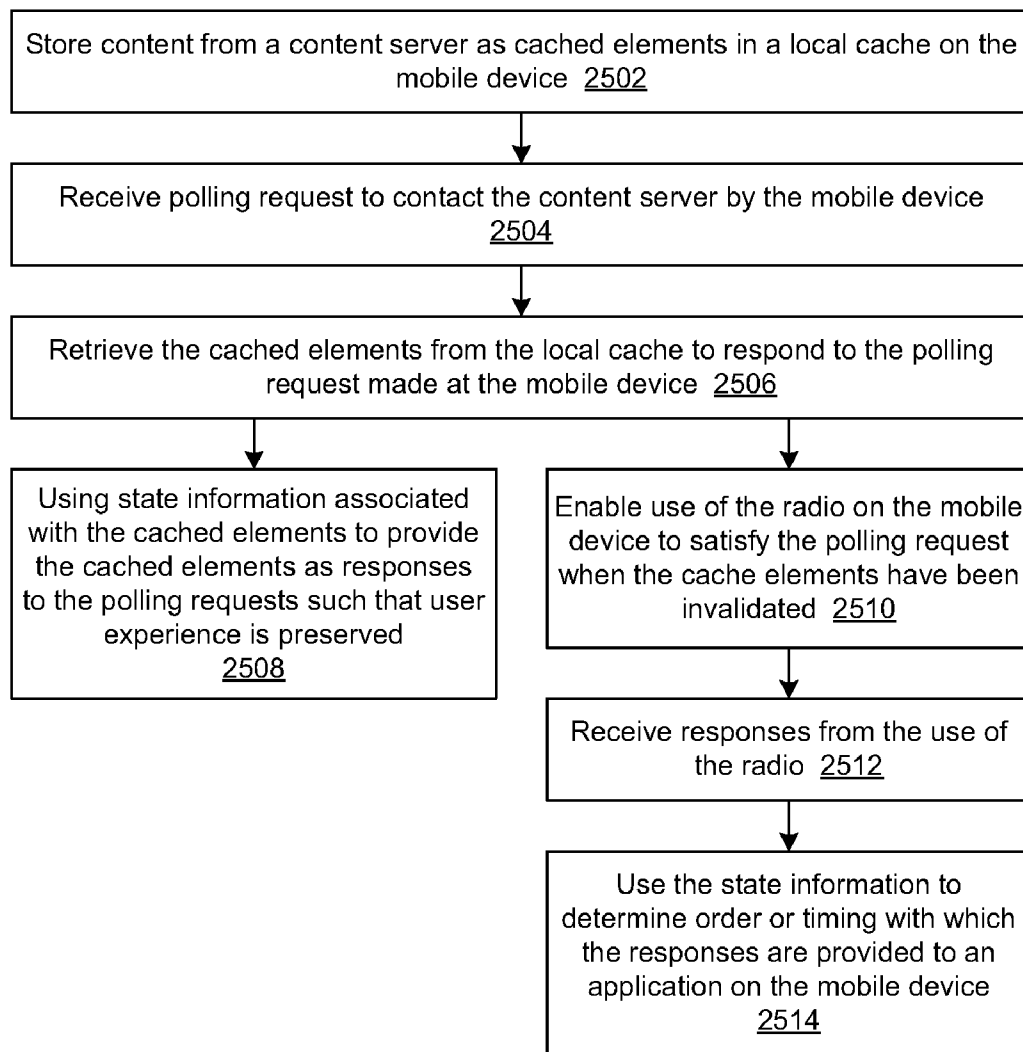 Store content from a content server as cached elements in a local cache on the
mobile device 2502
Receive polling request to contact the content server by the mobile device
2504
Retrieve the cached elements from the local cache to respond to the polling
request made at the mobile device 2506
Using state information associated
with the cached elements to provide
the cached elements as responses
to the polling requests such that user
experience is preserved
2508
Enable use of the radio on the mobile
device to satisfy the polling request
when the cache elements have been
invalidated 2510
Receive responses from the use of
the radio 2512
Use the state information to
determine order or timing with which
the responses are provided to an
application on the mobile device
2514